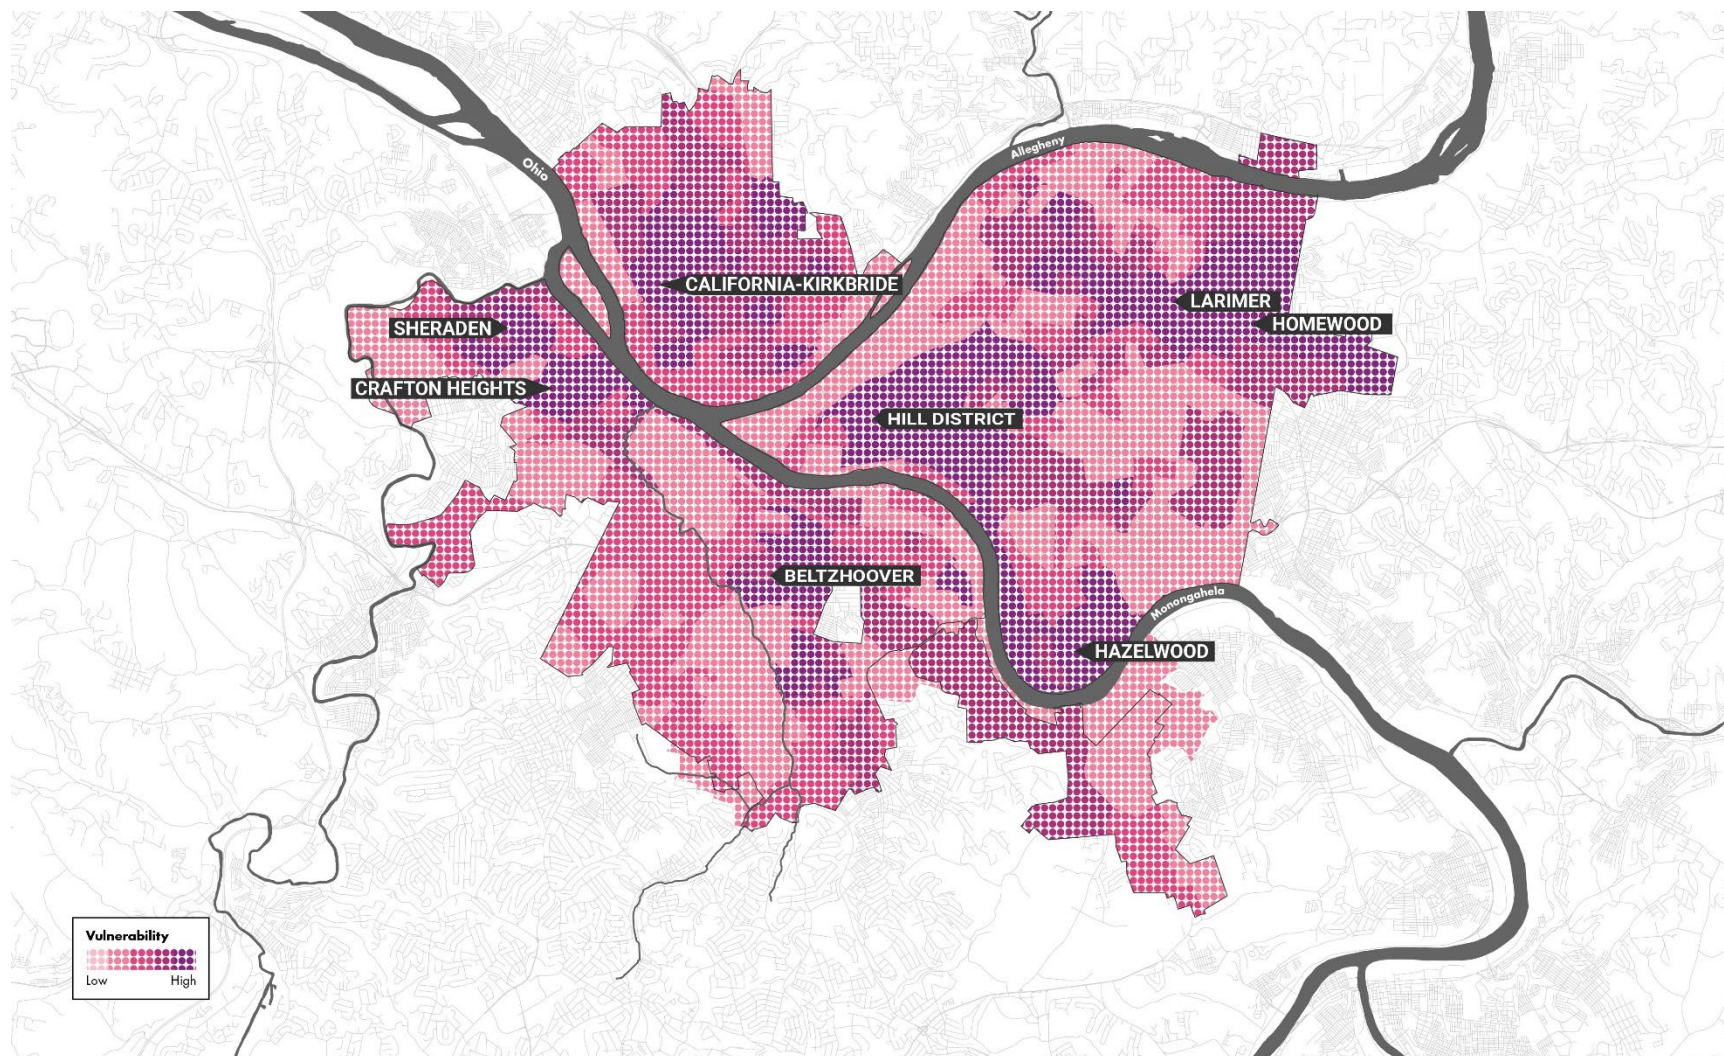 Ohio
Allegheny
CALIFORNIA-KIRKBRIDE
LARIMER
SHERADEN
HOMEWOOD
CRAFTON HEIGHTS
HILL DISTRICT
BELTZHOOVER
Monongahela
HAZELWOOD
Vulnerability
Low High